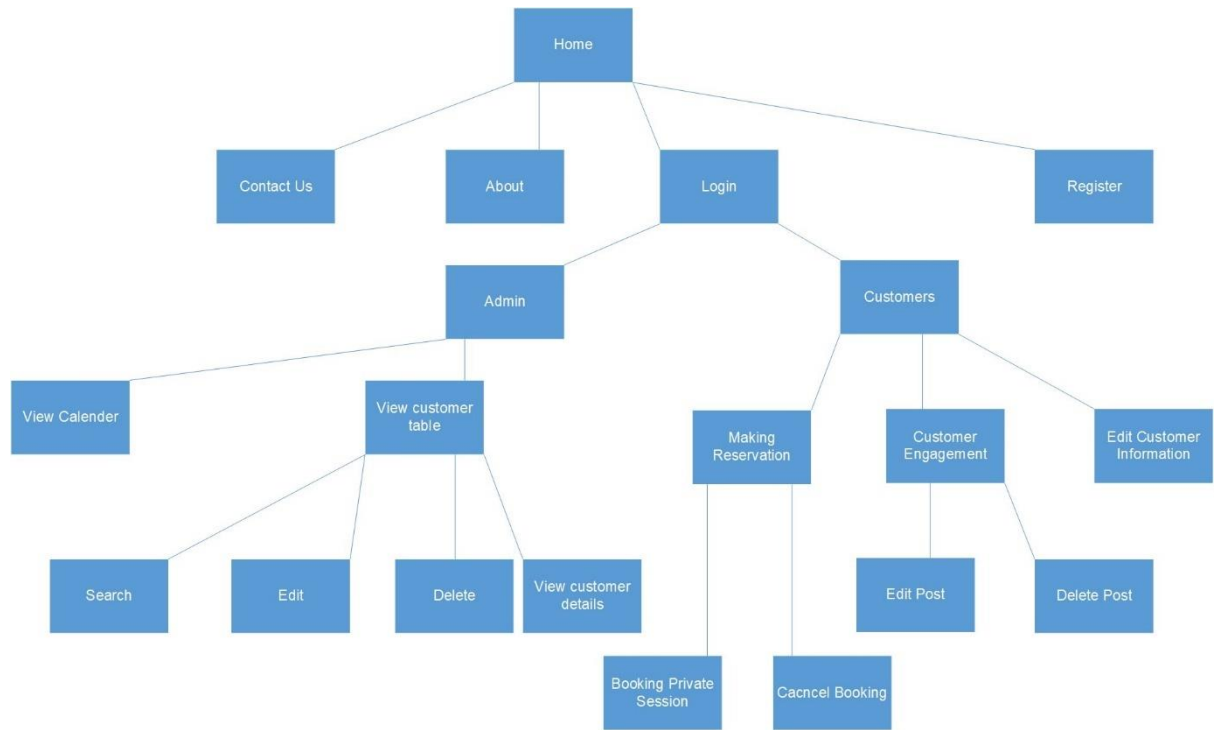 Home
Contact Us
About
Login
Register
Admin
Customers
View Calender
View customer
table
Making
Reservation
Customer
Engagement
Edit Customer
Information
Search
Edit
Delete
View customer
details
Edit Post
Delete Post
Booking Private
Session
Cacncel Booking